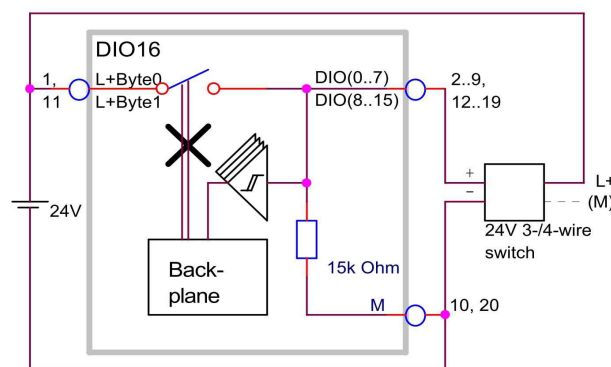 DIO16
1,
11
L+Byte0
L+Byte1
DIO(0..7)
DIO(8..15)
2..9,
12..19
+
−
L+
(M)
24V
24V 3-/4-wire
switch
15k Ohm
Back-
plane
M
10, 20